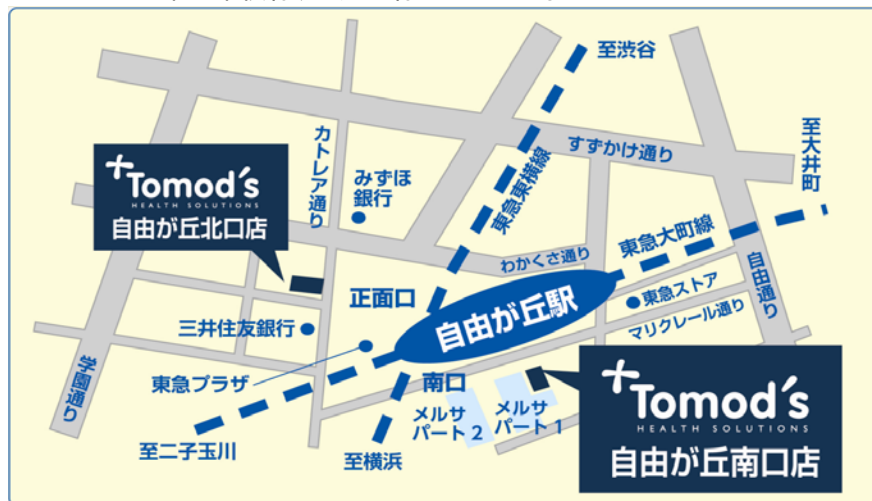 至渋谷
すずかけ通り
至大井町
カトレア通り
みずほ
銀行
東急東横線
+Tomod's
HEALTH SOLUTIONS
自由が丘北口店
わかくさ通り
東急大町線
自由通り
正面口
自由が丘駅
東急ストア
マリクレール通り
三井住友銀行
東急プラザ
学園通り
南口
メルサ
パート2
メルサ
パート1
至二子玉川
至横浜
+Tomod's
HEALTH SOLUTIONS
自由が丘南口店